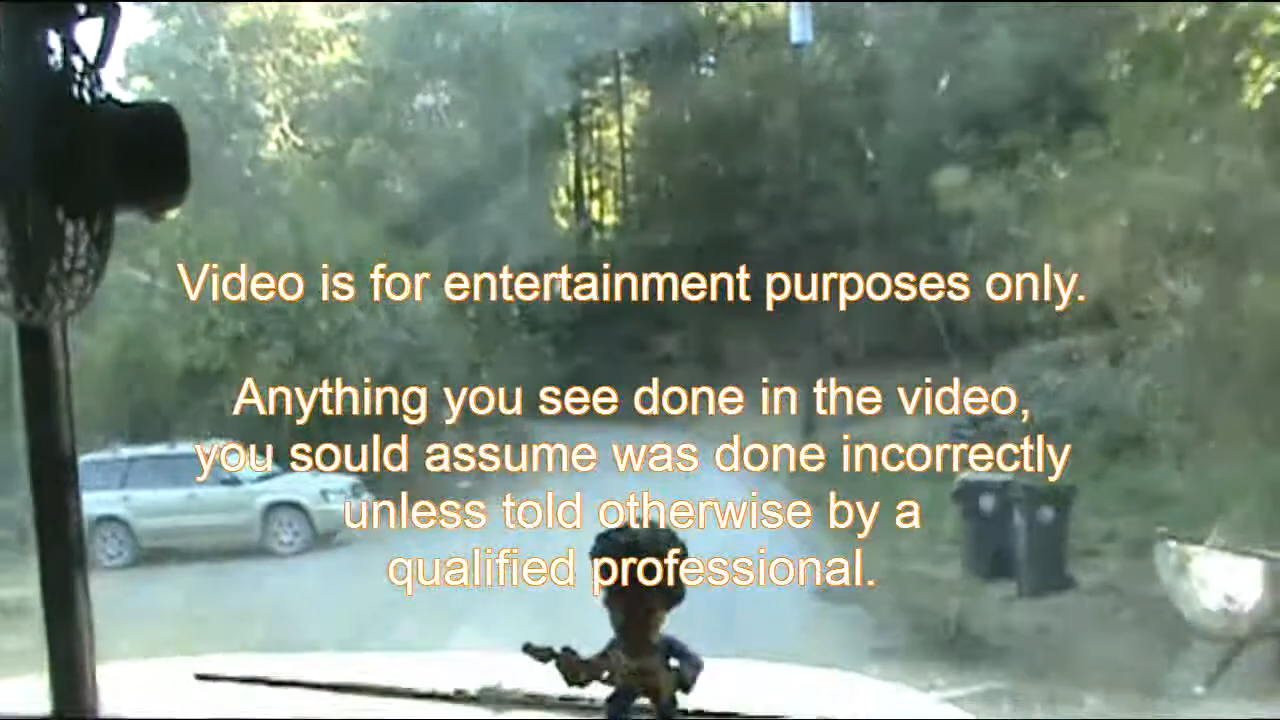 Video is for entertainment purposes only.
Anything you see done in the video,
you sould assume was done incorrectly
unless told otherwise by a
qualified professional.